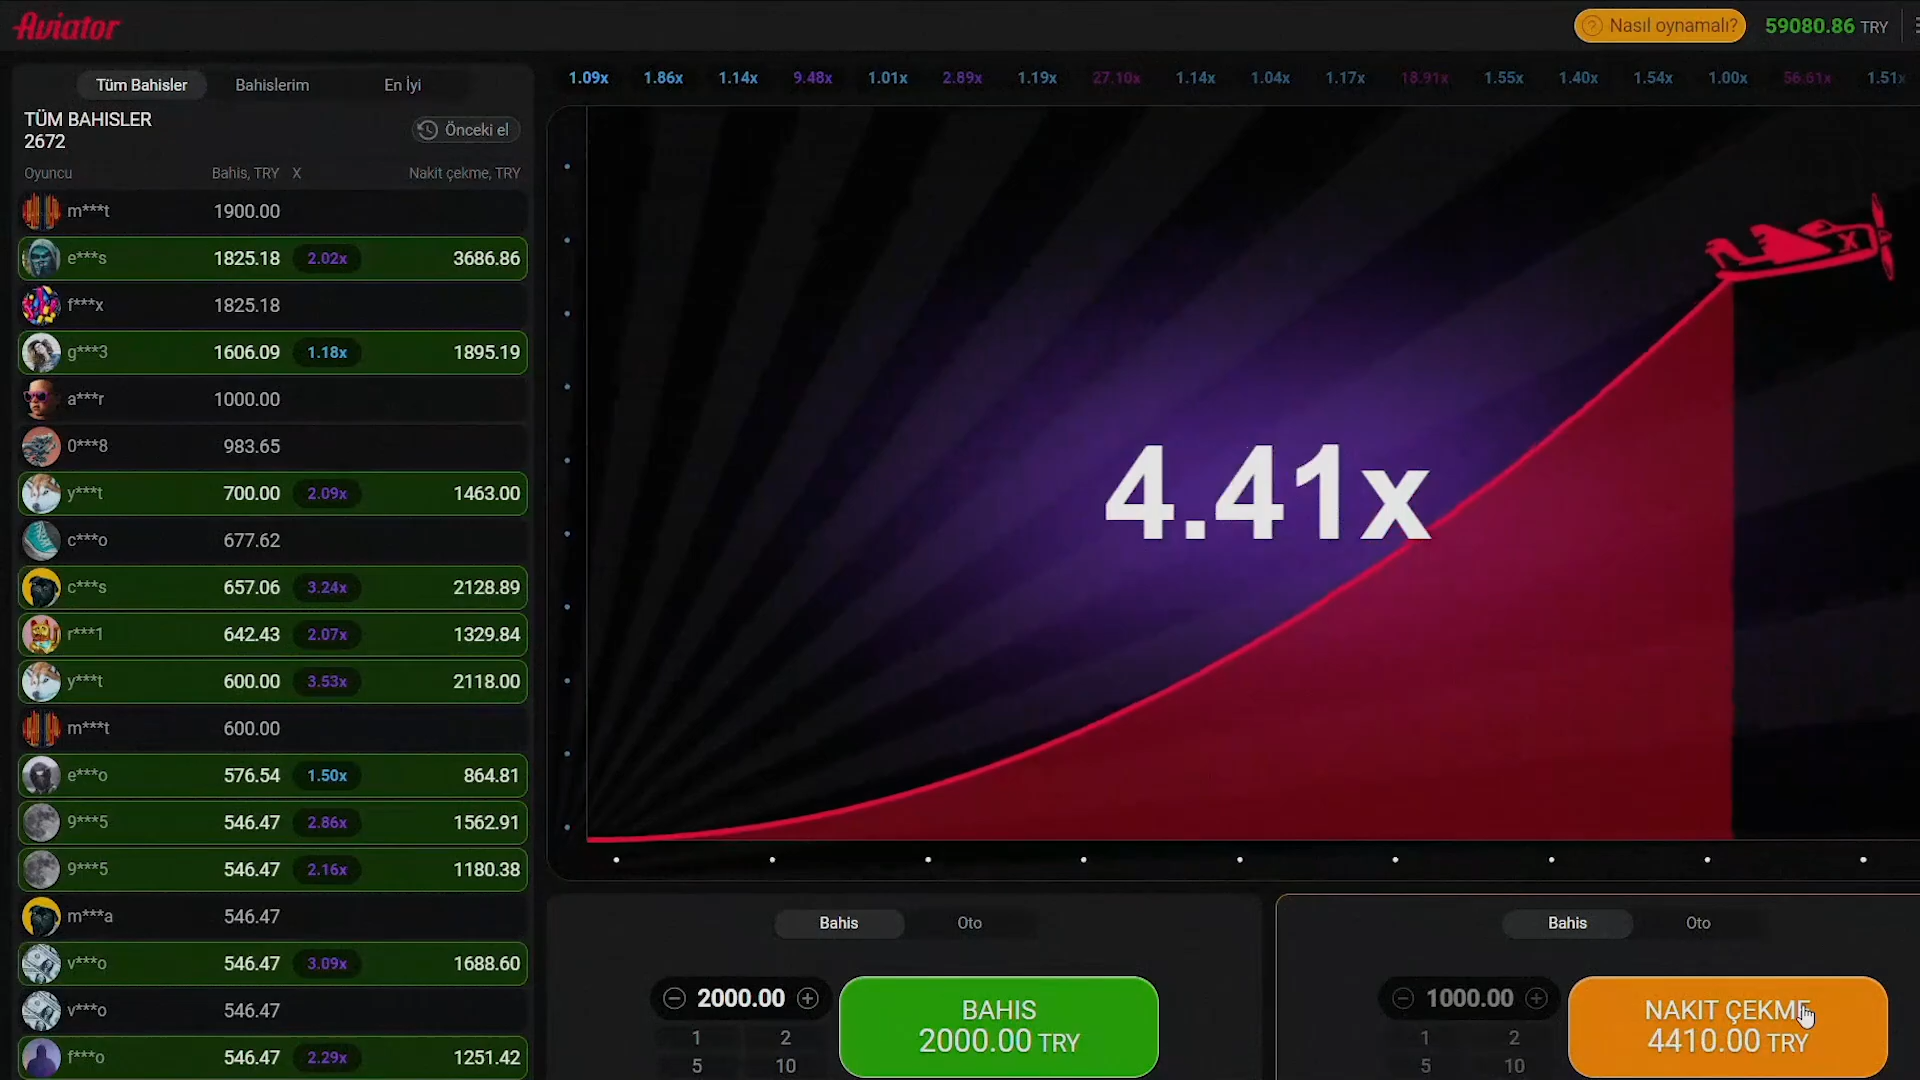 Aviator
Nasıl oynamalı?
59080.86 TRY
Tüm Bahisler
Bahislerim
En İyi
1.09x 1.86x 1.14x 9.48x 1.01x 2.89x 1.19x 27.10x 1.14x 1.04x 1.17x 18.91x 1.55x 1.40x 1.54x 1.00x 56.61x 1.51x
TÜM BAHISLER
2672
Önceki el
Oyuncu Bahis, TRY X Nakit çekme, TRY
m***t 1900.00
e***s 1825.18 2.02x 3686.86
f***x 1825.18
g***3 1606.09 1.18x 1895.19
a***r 1000.00
0***8 983.65
y***t 700.00 2.09x 1463.00
c***o 677.62
c***s 657.06 3.24x 2128.89
r***1 642.43 2.07x 1329.84
y***t 600.00 3.53x 2118.00
m***t 600.00
e***o 576.54 1.50x 864.81
9***5 546.47 2.86x 1562.91
9***5 546.47 2.16x 1180.38
m***a 546.47
v***o 546.47 3.09x 1688.60
v***o 546.47
f***o 546.47 2.29x 1251.42
X
4.41x
Bahis Oto
2000.00
1 2
5 10
BAHIS
2000.00 TRY
Bahis Oto
1000.00
1 2
5 10
NAKIT ÇEKME
4410.00 TRY